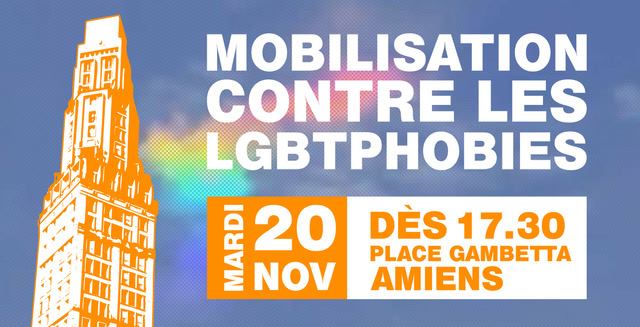 MOBILISATION
CONTRE LES
LGBTPHOBIES
MARDI
20
NOV
DÈS 17.30
PLACE GAMBETTA
AMIENS